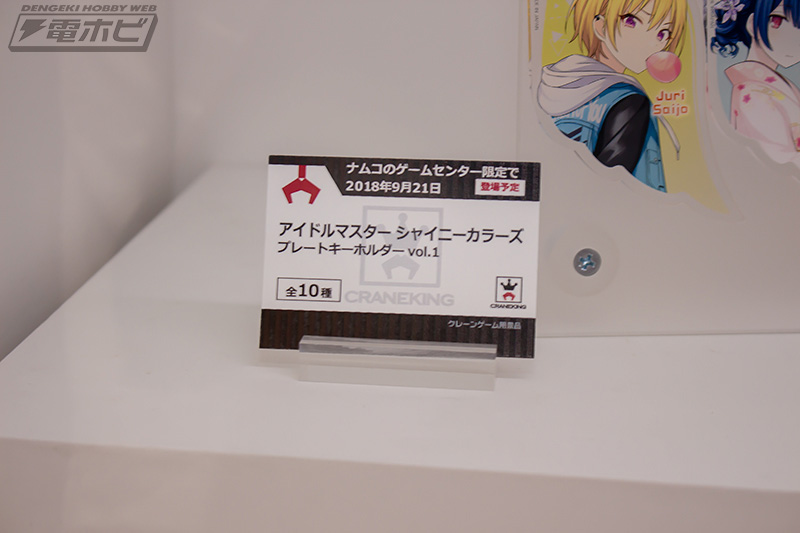 DENGEKI HOBBY WEB
電ホビ
Juri
Saijo
ナムコのゲームセンター限定で
2018年9月21日 登場予定
アイドルマスター シャイニーカラーズ
プレートキーホルダー vol.1
全10種
CRANEKING
CRANEKING
クレーンゲーム用景品